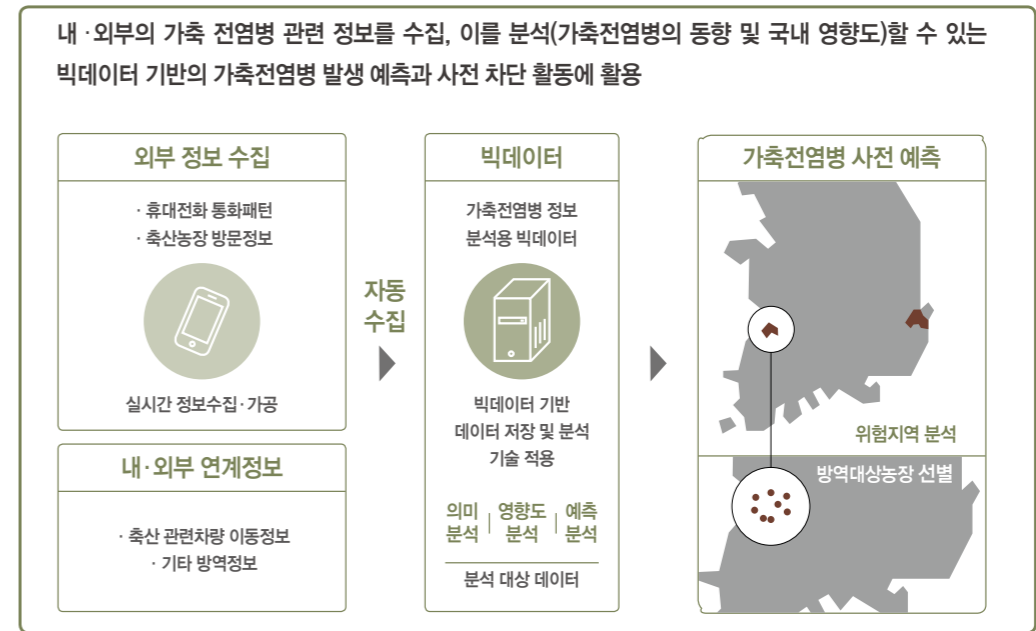 내·외부의 가축 전염병 관련 정보를 수집, 이를 분석(가축전염병의 동향 및 국내 영향도)할 수 있는
빅데이터 기반의 가축전염병 발생 예측과 사전 차단 활동에 활용
외부 정보 수집
· 휴대전화 통화패턴
· 축산농장 방문정보
실시간 정보수집·가공
내·외부 연계정보
· 축산 관련차량 이동정보
· 기타 방역정보
자동
수집
빅데이터
가축전염병 정보
분석용 빅데이터
빅데이터 기반
데이터 저장 및 분석
기술 적용
의미 | 영향도 | 예측
분석 | 분석 | 분석
분석 대상 데이터
가축전염병 사전 예측
위험지역 분석
방역대상농장 선별